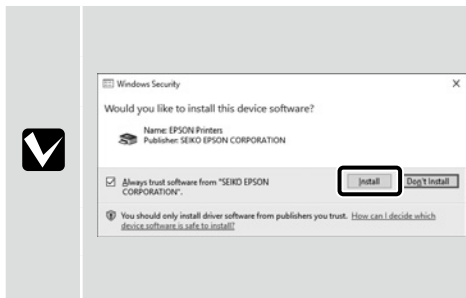 Windows Security
Would you like to install this device software?
Name: EPSON Printers
Publisher: SEIKO EPSON CORPORATION
Always trust software from "SEIKO EPSON
CORPORATION".
Install
Don't Install
You should only install driver software from publishers you trust. How can I decide which
device software is safe to install?